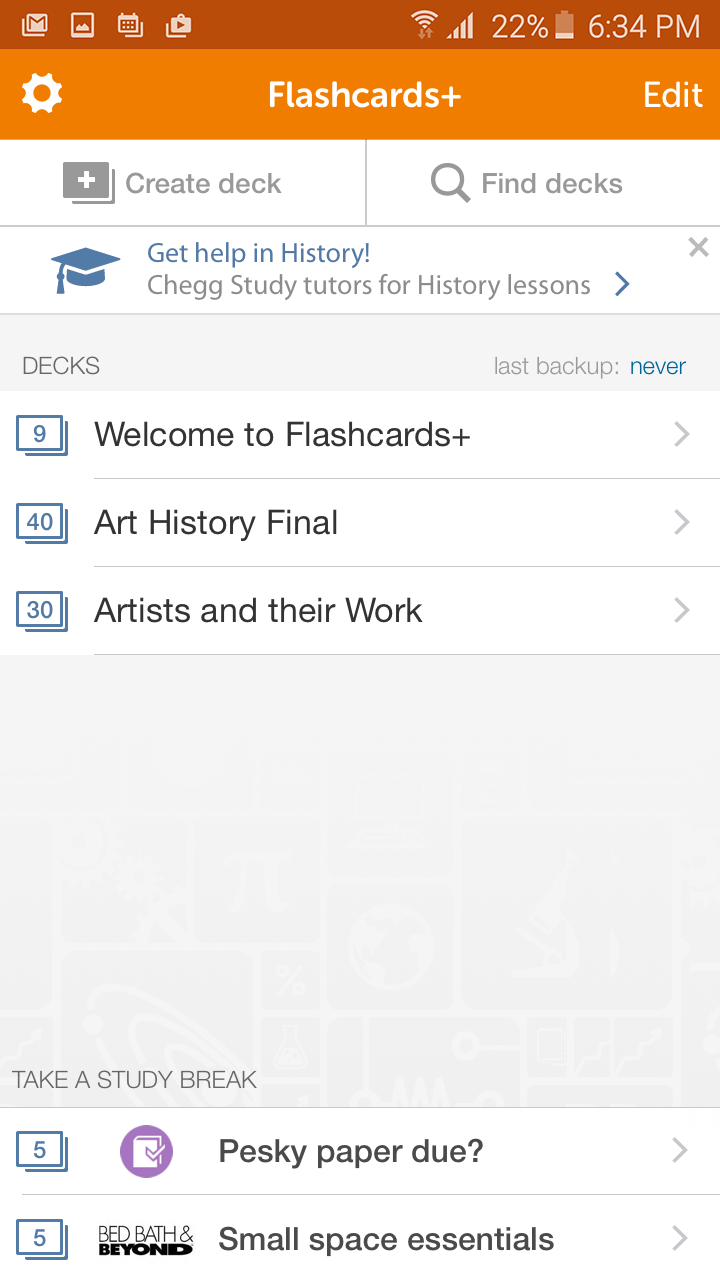 22% 6:34 PM
Flashcards+ Edit
Create deck Find decks
Get help in History!
Chegg Study tutors for History lessons
DECKS last backup: never
9 Welcome to Flashcards+
40 Art History Final
30 Artists and their Work
TAKE A STUDY BREAK
5 Pesky paper due?
BED BATH &
5 BEYOND Small space essentials